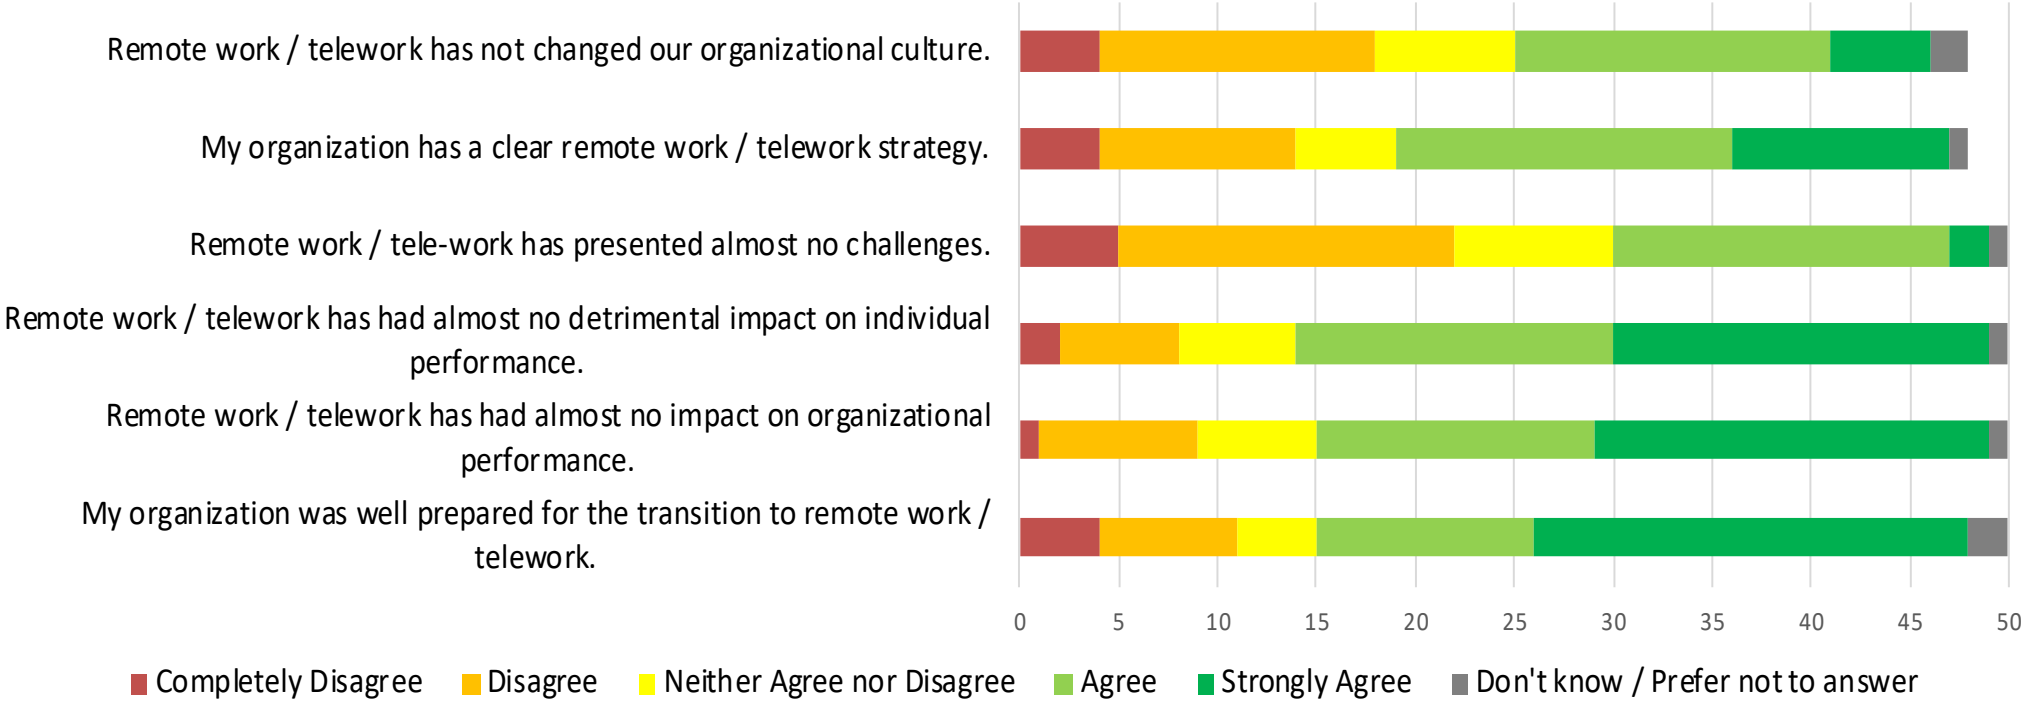 Remote work / telework has not changed our organizational culture.
My organization has a clear remote work / telework strategy.
Remote work / tele-work has presented almost no challenges.
Remote work / telework has had almost no detrimental impact on individual
performance.
Remote work / telework has had almost no impact on organizational
performance.
My organization was well prepared for the transition to remote work /
telework.
0 5 10 15 20 25 30 35 40 45 50
Completely Disagree Disagree Neither Agree nor Disagree Agree Strongly Agree Don't know / Prefer not to answer